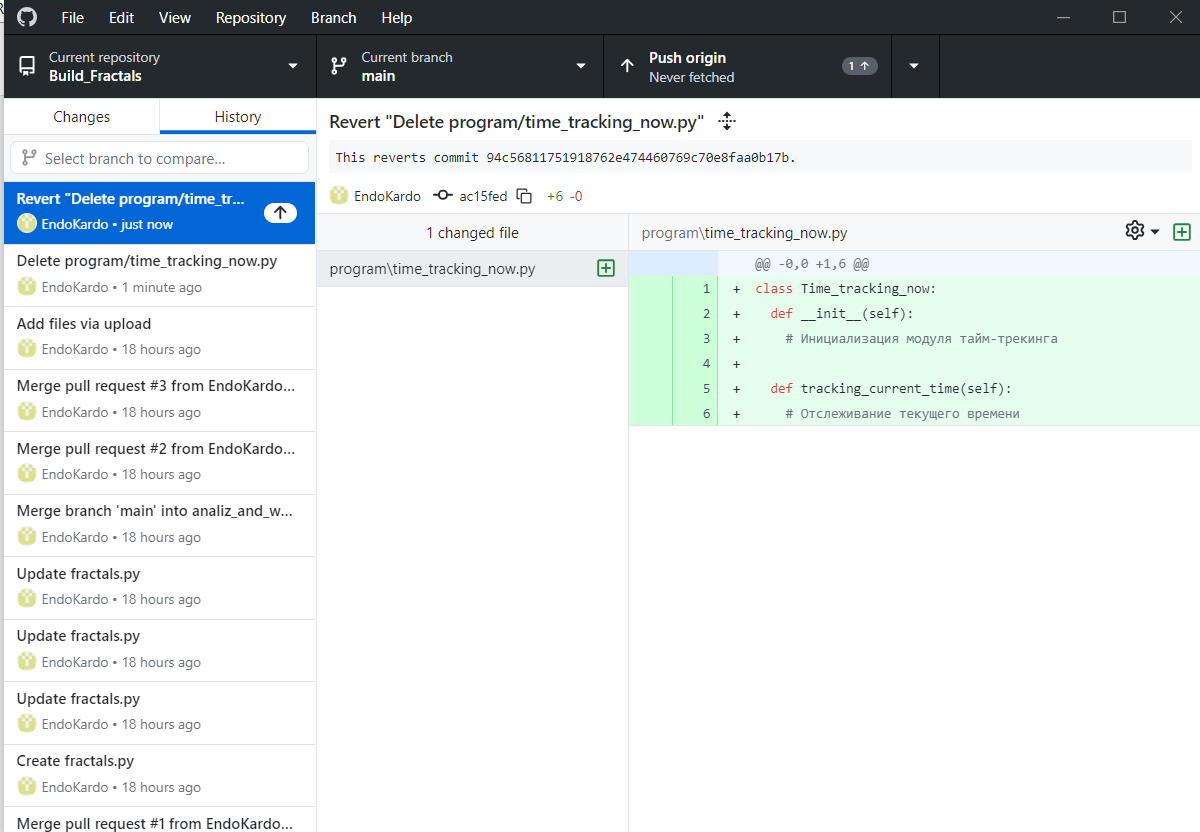 File Edit View Repository Branch Help
Current repository
Build_Fractals
Current branch
main
Push origin
Never fetched
1
Changes
History
Select branch to compare...
Revert "Delete program/time_tr...
EndoKardo • just now
Delete program/time_tracking_now.py
EndoKardo • 1 minute ago
Add files via upload
EndoKardo • 18 hours ago
Merge pull request #3 from EndoKardo...
EndoKardo • 18 hours ago
Merge pull request #2 from EndoKardo...
EndoKardo • 18 hours ago
Merge branch 'main' into analiz_and_w...
EndoKardo • 18 hours ago
Update fractals.py
EndoKardo • 18 hours ago
Update fractals.py
EndoKardo • 18 hours ago
Update fractals.py
EndoKardo • 18 hours ago
Create fractals.py
EndoKardo • 18 hours ago
Merge pull request #1 from EndoKardo...
Revert "Delete program/time_tracking_now.py"
This reverts commit 94c56811751918762e474460769c70e8faa0b17b.
EndoKardo ac15fed +6 -0
1 changed file
program\time_tracking_now.py
program\time_tracking_now.py
@@ -0,0 +1,6 @@
1 + class Time_tracking_now:
2 + def __init__(self):
3 + # Инициализация модуля тайм-трекинга
4 +
5 + def tracking_current_time(self):
6 + # Отслеживание текущего времени